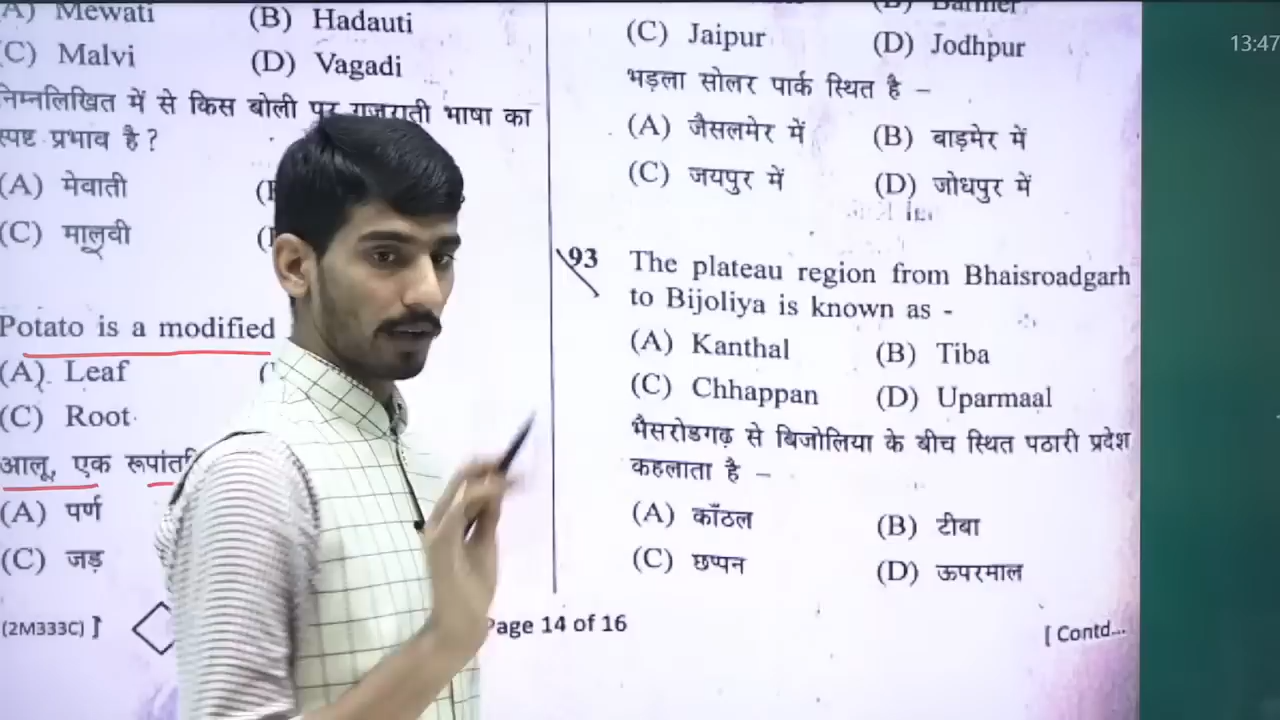 (A) Mewati
(B) Hadauti
(C) Malvi
(D) Vagadi
निम्नलिखित में से किस बोली पर गुजराती भाषा का
स्पष्ट प्रभाव है ?
(A) मेवाती
(C) मालवी
Potato is a modified
(A) Leaf
(C) Root
आलू, एक
(A) पर्ण
(C) जड़
(2M333C) ]
Page 14 of 16
(B) Barmer
(C) Jaipur
(D) Jodhpur
भड़ला सोलर पार्क स्थित है –
(A) जैसलमेर में
(B) बाड़मेर में
(C) जयपुर में
(D) जोधपुर में
93 The plateau region from Bhaisroadgarh
to Bijoliya is known as -
(A) Kanthal
(B) Tiba
(C) Chhappan
(D) Uparmaal
भैसरोडगढ़ से बिजोलिया के बीच स्थित पठारी प्रदेश
कहलाता है –
(A) काँठल
(B) टीबा
(C) छप्पन
(D) ऊपरमाल
[ Contd...
13:47